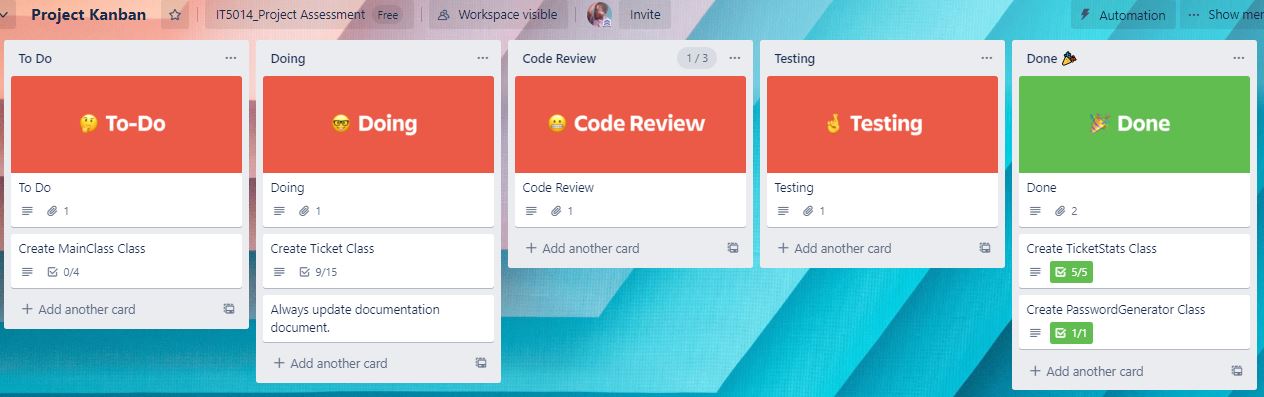 Project Kanban
IT5014_Project Assessment Free
Workspace visible
Invite
Automation
Show
To Do
To-Do
To Do
1
Create MainClass Class
0/4
+ Add another card
Doing
Doing
Doing
1
Create Ticket Class
9/15
Always update documentation
document.
+ Add another card
Code Review 1 / 3
Code Review
Code Review
1
+ Add another card
Testing
Testing
Testing
1
+ Add another card
Done
Done
Done
2
Create TicketStats Class
5/5
Create PasswordGenerator Class
1/1
+ Add another card